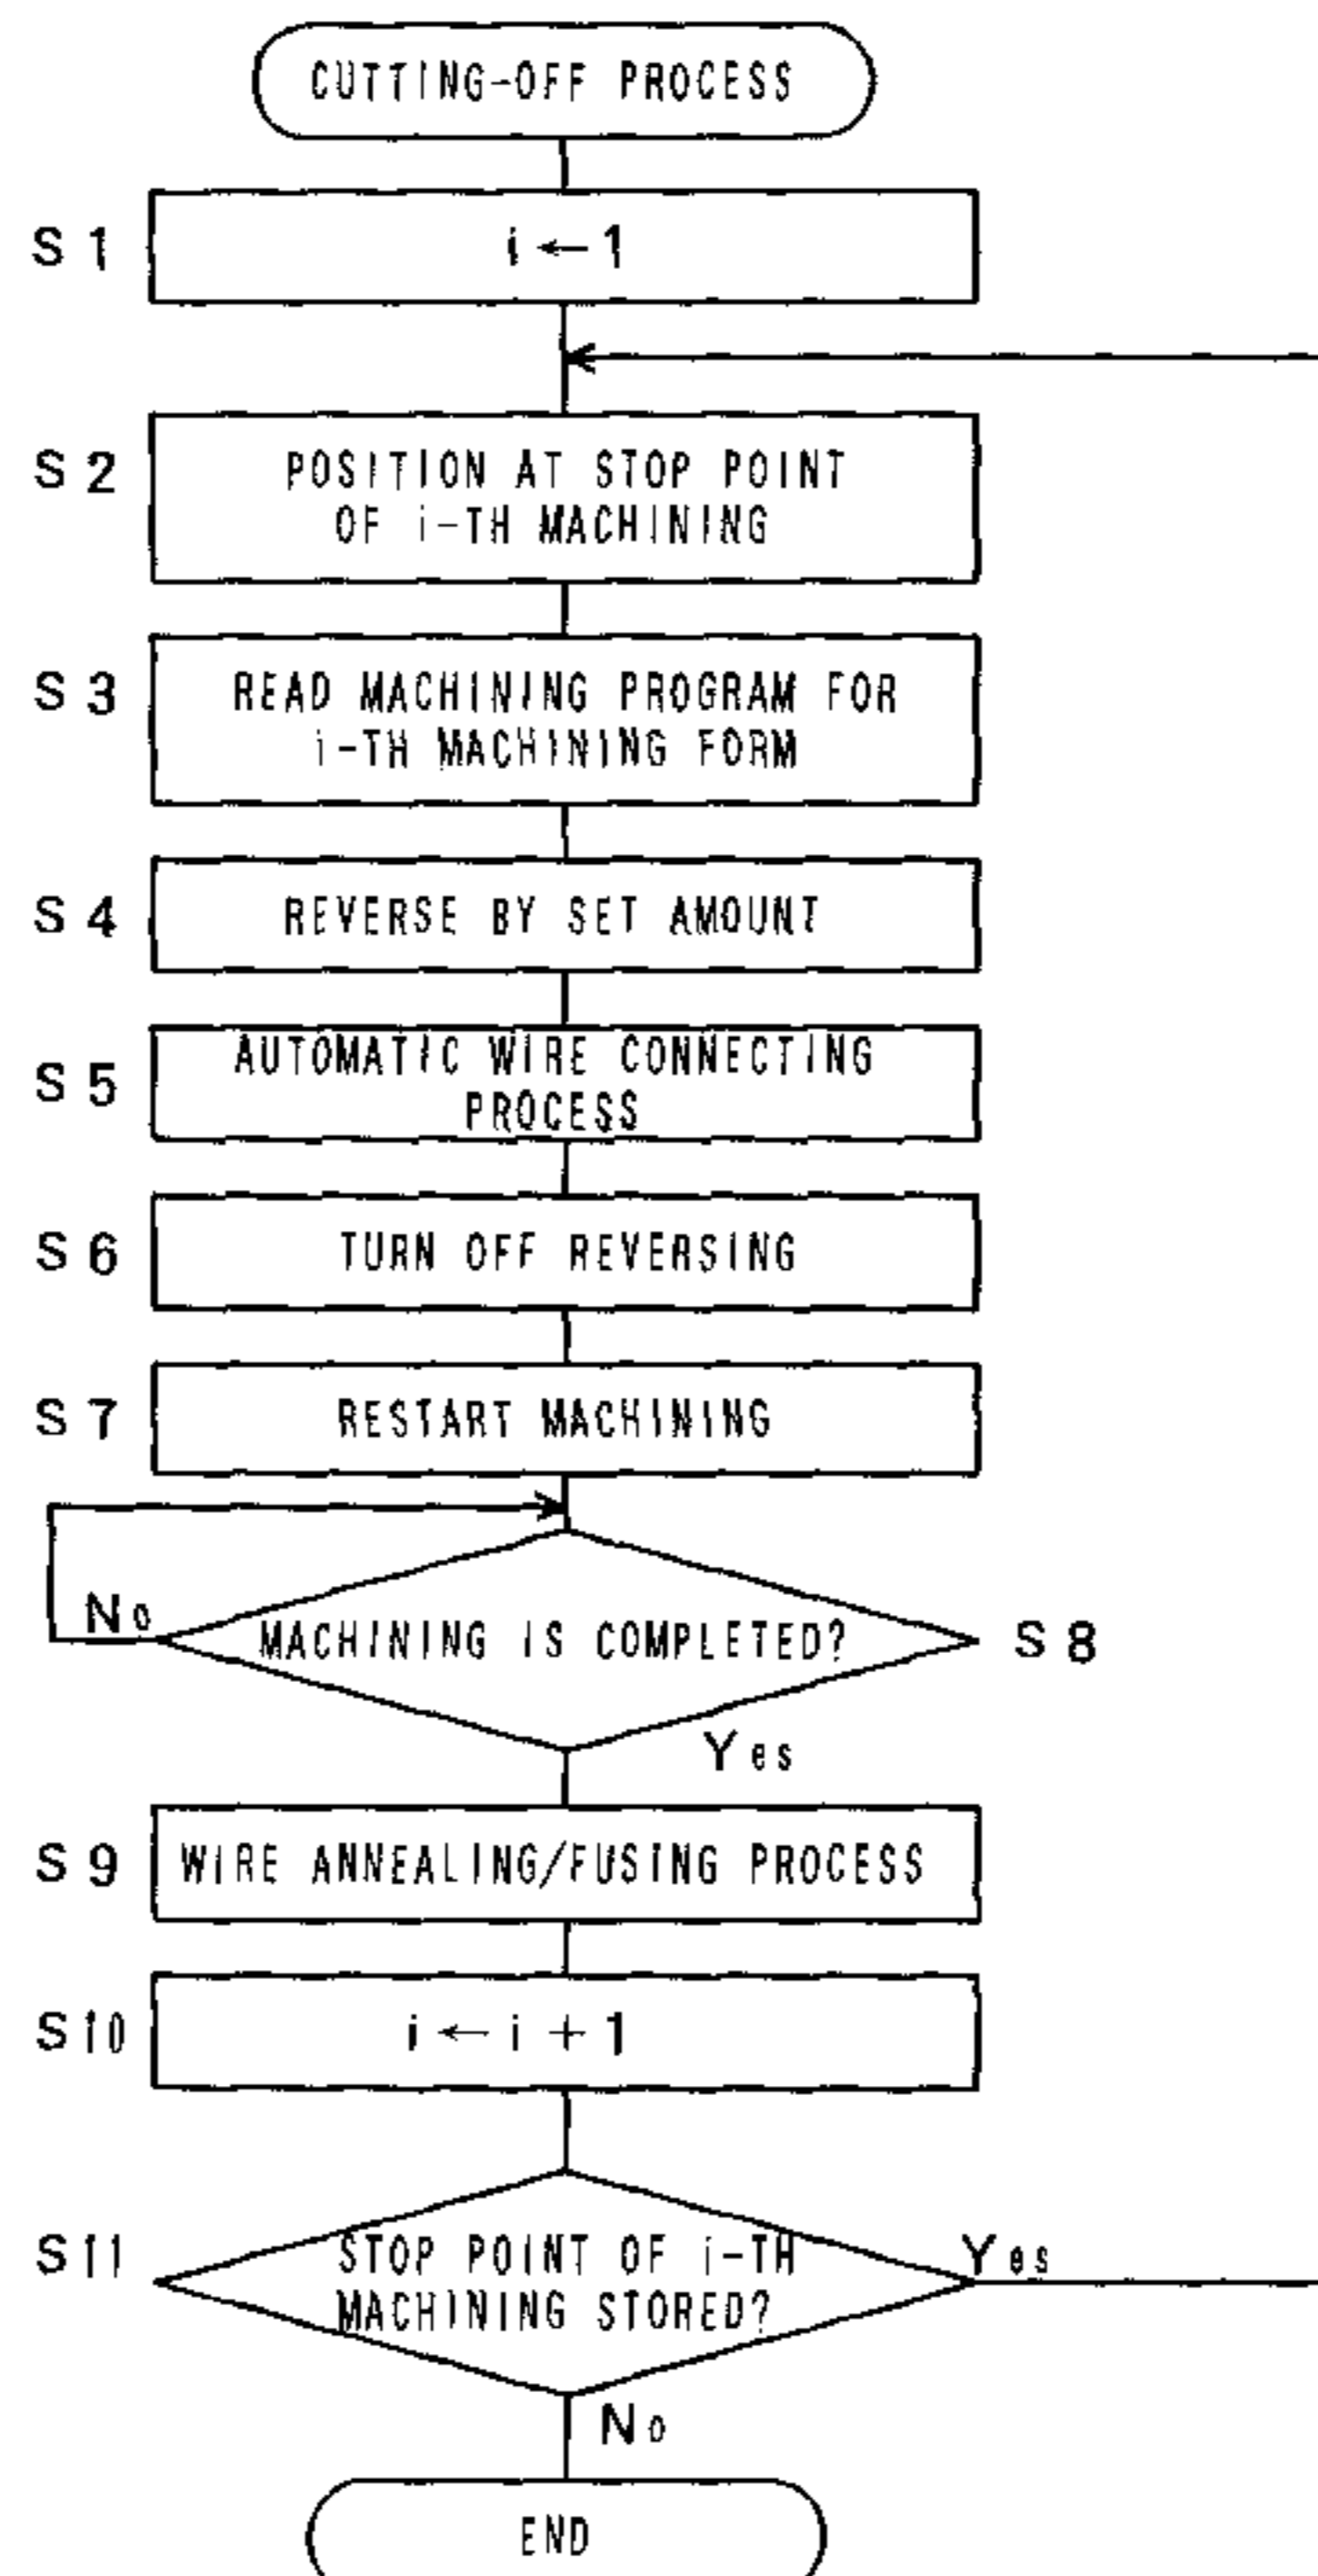 CUTTING-OFF PROCESS
S1
i ← 1
S2
POSITION AT STOP POINT
OF i-TH MACHINING
S3
READ MACHINING PROGRAM FOR
i-TH MACHINING FORM
S4
REVERSE BY SET AMOUNT
S5
AUTOMATIC WIRE CONNECTING
PROCESS
S6
TURN OFF REVERSING
S7
RESTART MACHINING
No
MACHINING IS COMPLETED?
S8
Yes
S9
WIRE ANNEALING/FUSING PROCESS
S10
i ← i + 1
S11
STOP POINT OF i-TH
MACHINING STORED?
Yes
No
END